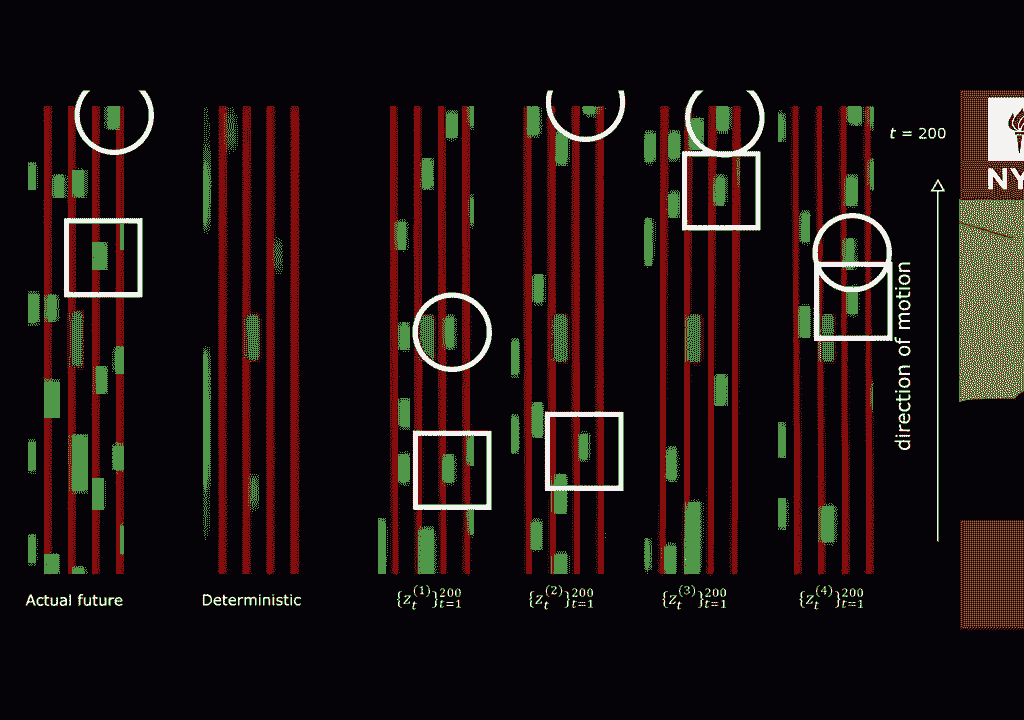 t = 200
NY
direction of motion
Actual future
Deterministic
{z_t^(1)}_{t=1}^{200}
{z_t^(2)}_{t=1}^{200}
{z_t^(3)}_{t=1}^{200}
{z_t^(4)}_{t=1}^{200}